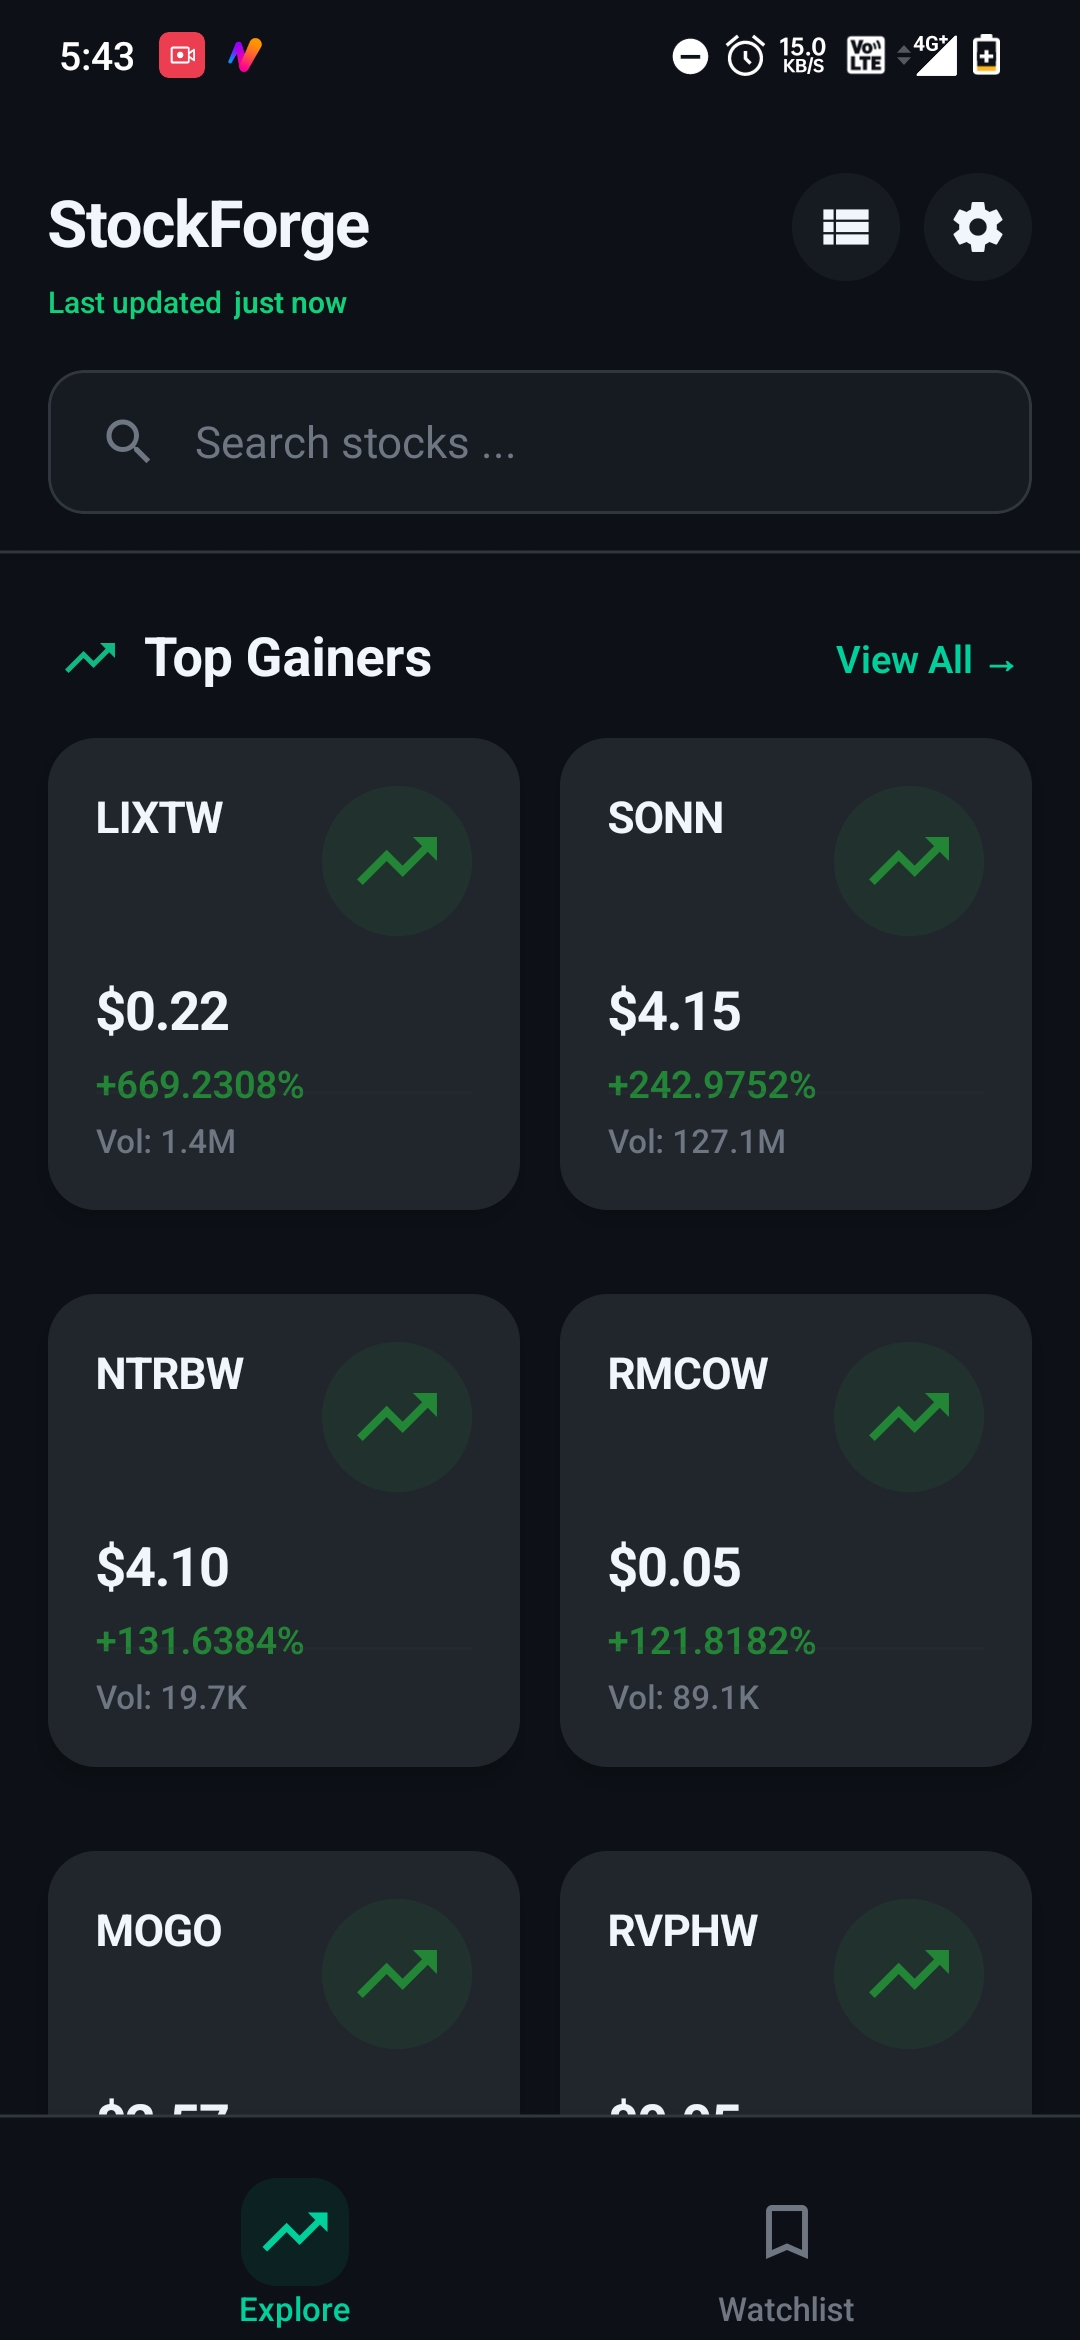 5:43
15.0
KB/S
Vo))
LTE
4G+
StockForge
Last updated just now
Search stocks ...
Top Gainers
View All →
LIXTW
SONN
$0.22
$4.15
+669.2308%
+242.9752%
Vol: 1.4M
Vol: 127.1M
NTRBW
RMCOW
$4.10
$0.05
+131.6384%
+121.8182%
Vol: 19.7K
Vol: 89.1K
MOGO
RVPHW
Explore
Watchlist